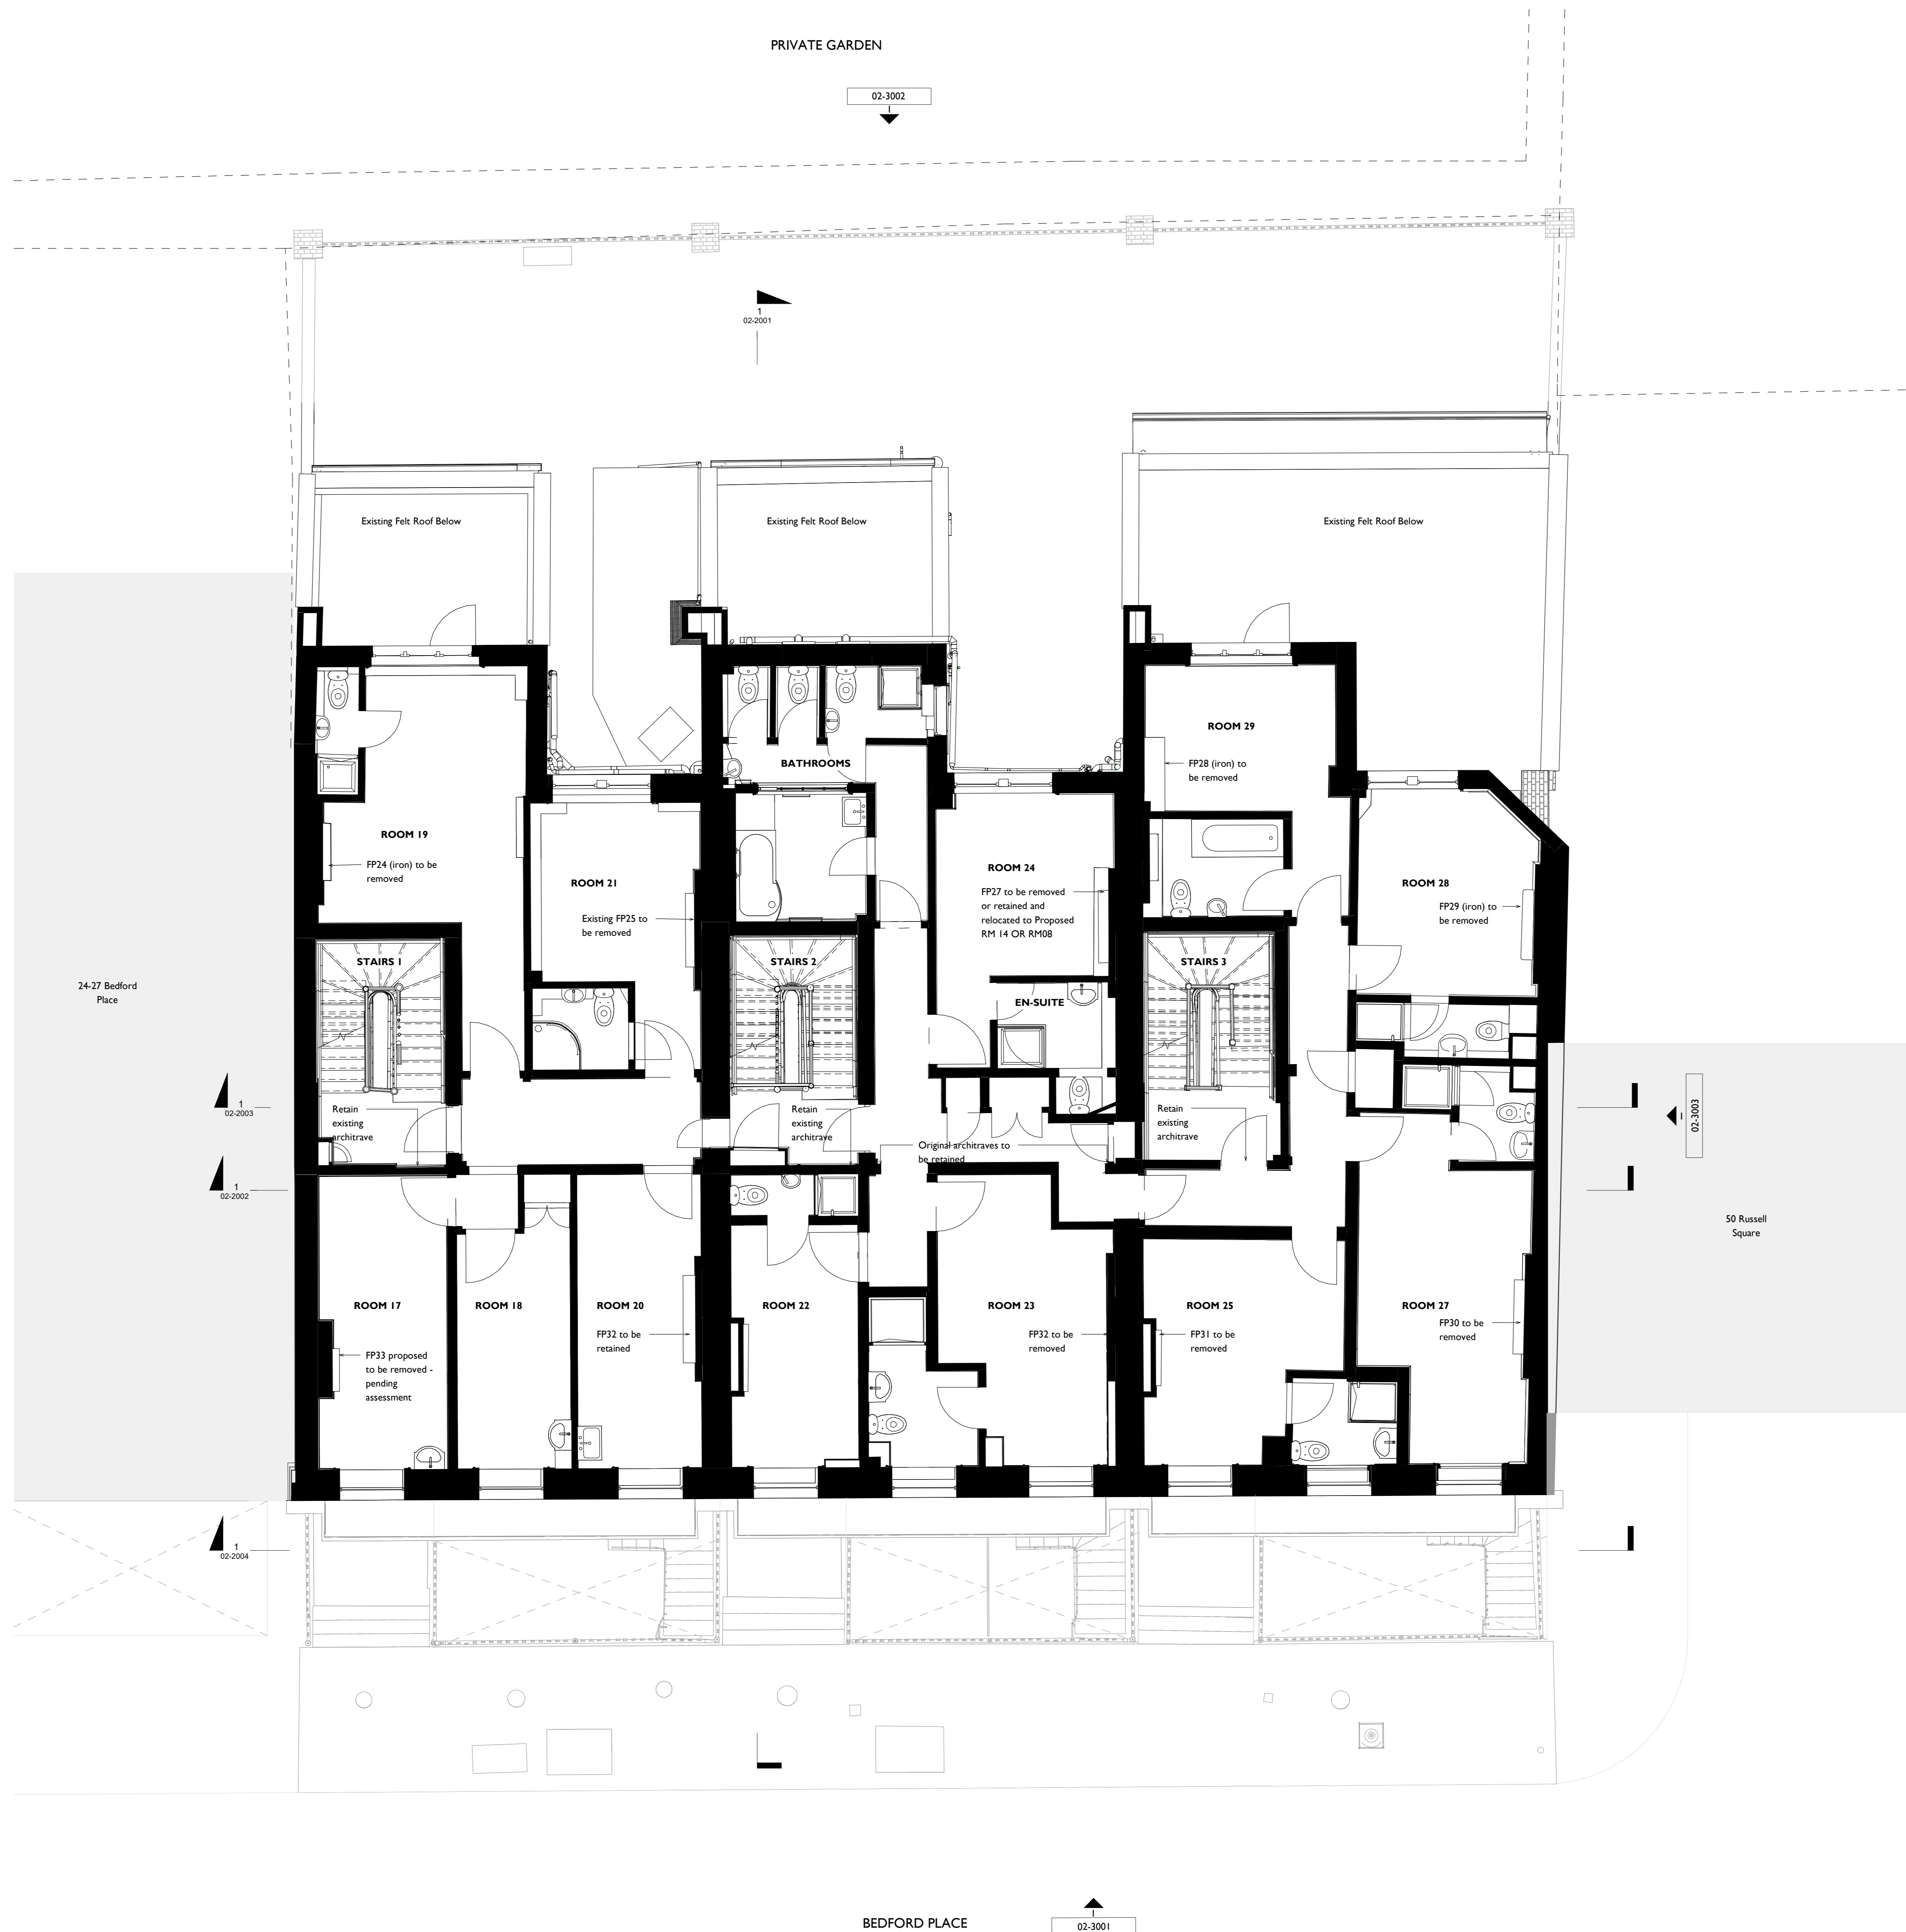 PRIVATE GARDEN
02-3002
1
02-2001
Existing Felt Roof Below
Existing Felt Roof Below
Existing Felt Roof Below
ROOM 29
FP28 (iron) to
be removed
BATHROOMS
ROOM 19
FP24 (iron) to be
removed
ROOM 21
Existing FP25 to
be removed
ROOM 24
FP27 to be removed
or retained and
relocated to Proposed
RM 14 OR RM08
ROOM 28
FP29 (iron) to
be removed
STAIRS 1
STAIRS 2
STAIRS 3
24-27 Bedford
Place
EN-SUITE
1
02-2003
Retain
existing
architrave
Retain
existing
architrave
Original architraves to
be retained
Retain
existing
architrave
02-3003
1
02-2002
50 Russell
Square
ROOM 17
FP33 proposed
to be removed -
pending
assessment
ROOM 18
ROOM 20
FP32 to be
retained
ROOM 22
ROOM 23
FP32 to be
removed
ROOM 25
FP31 to be
removed
ROOM 27
FP30 to be
removed
1
02-2004
BEDFORD PLACE
02-3001